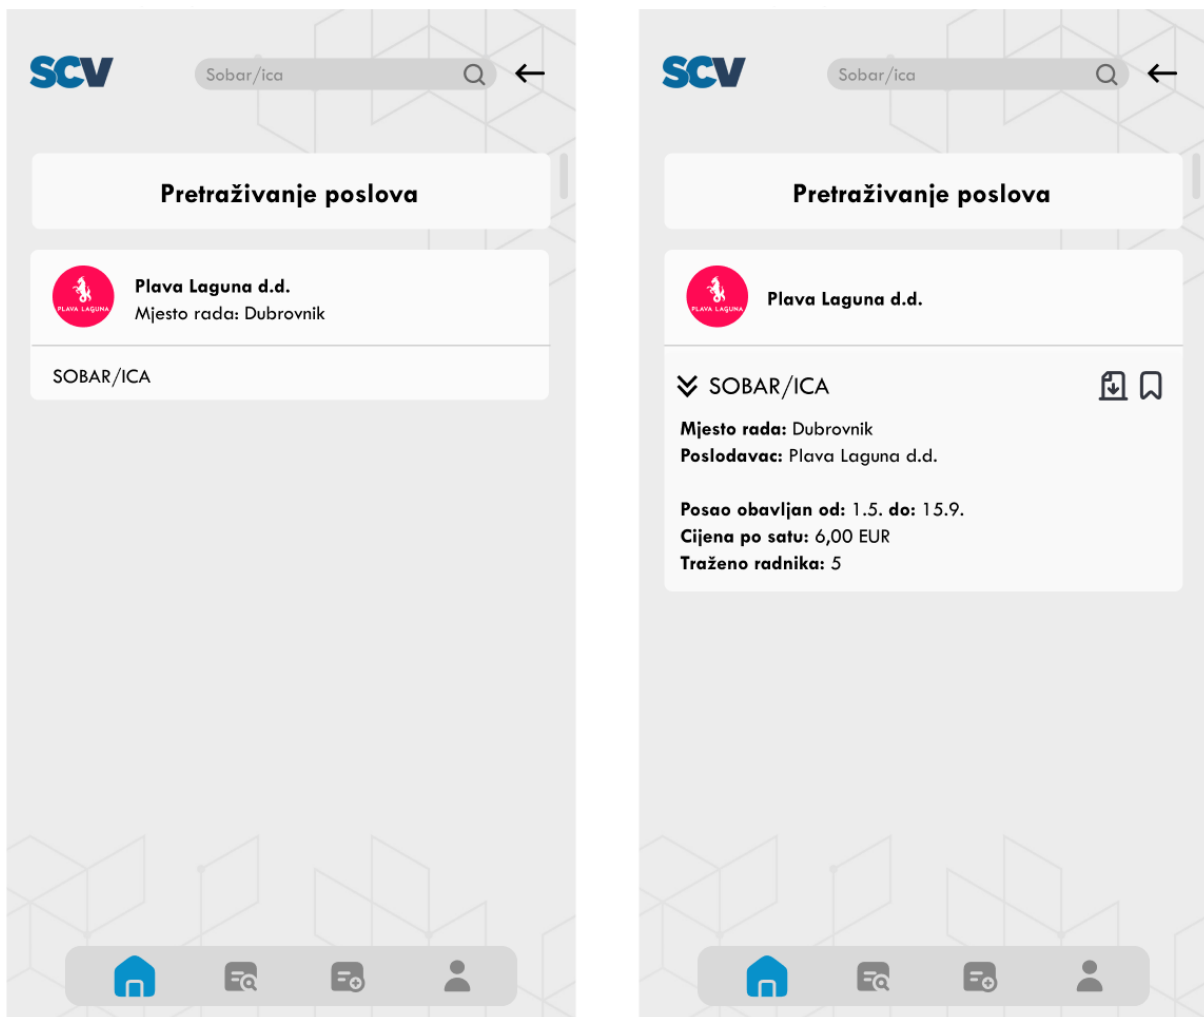 SCV
Sobar/ica
Pretraživanje poslova
PLAVA LAGUNA
Plava Laguna d.d.
Mjesto rada: Dubrovnik
SOBAR/ICA
SCV
Sobar/ica
Pretraživanje poslova
PLAVA LAGUNA
Plava Laguna d.d.
SOBAR/ICA
Mjesto rada: Dubrovnik
Poslodavac: Plava Laguna d.d.
Posao obavljan od: 1.5. do: 15.9.
Cijena po satu: 6,00 EUR
Traženo radnika: 5